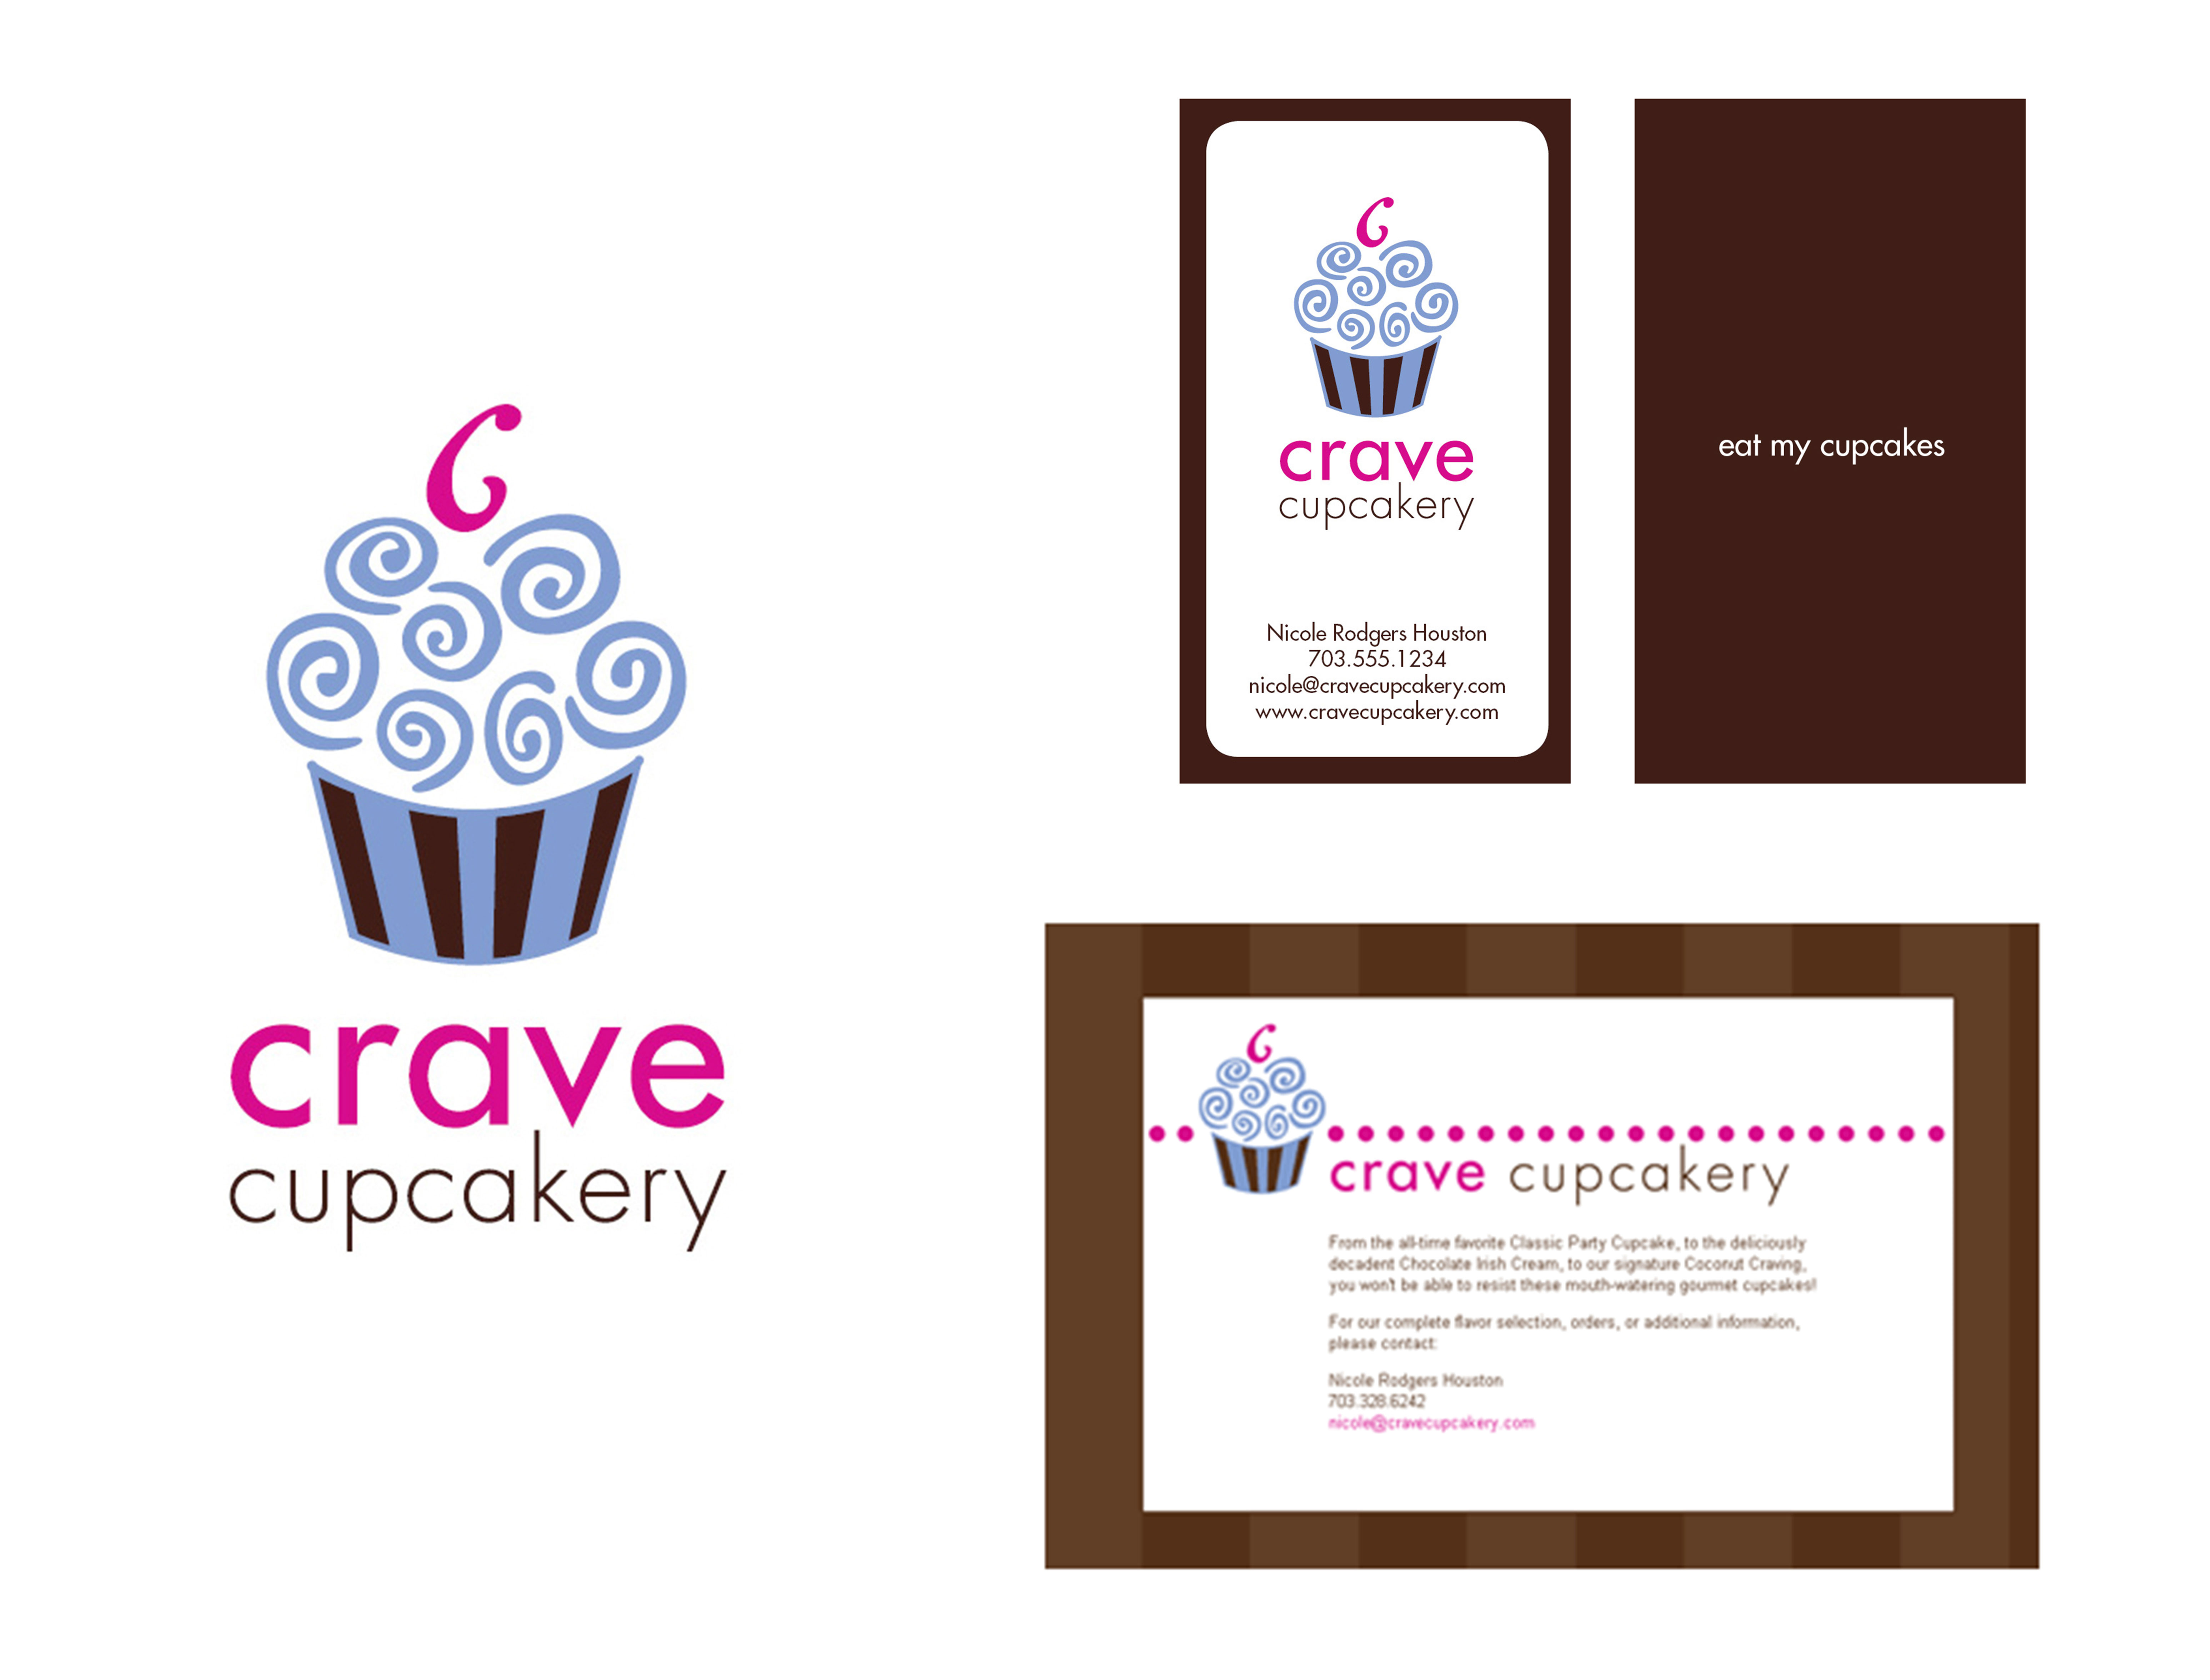 c
crave
cupcakery
c
crave
cupcakery
Nicole Rodgers Houston
703.555.1234
nicole@cravecupcakery.com
www.cravecupcakery.com
eat my cupcakes
c
crave cupcakery
From the all-time favorite Classic Party Cupcake, to the deliciously
decadent Chocolate Irish Cream, to our signature Coconut Craving,
you won't be able to resist these mouth-watering gourmet cupcakes!
For our complete flavor selection, orders, or additional information,
please contact:
Nicole Rodgers Houston
703.328.6242
nicole@cravecupcakery.com